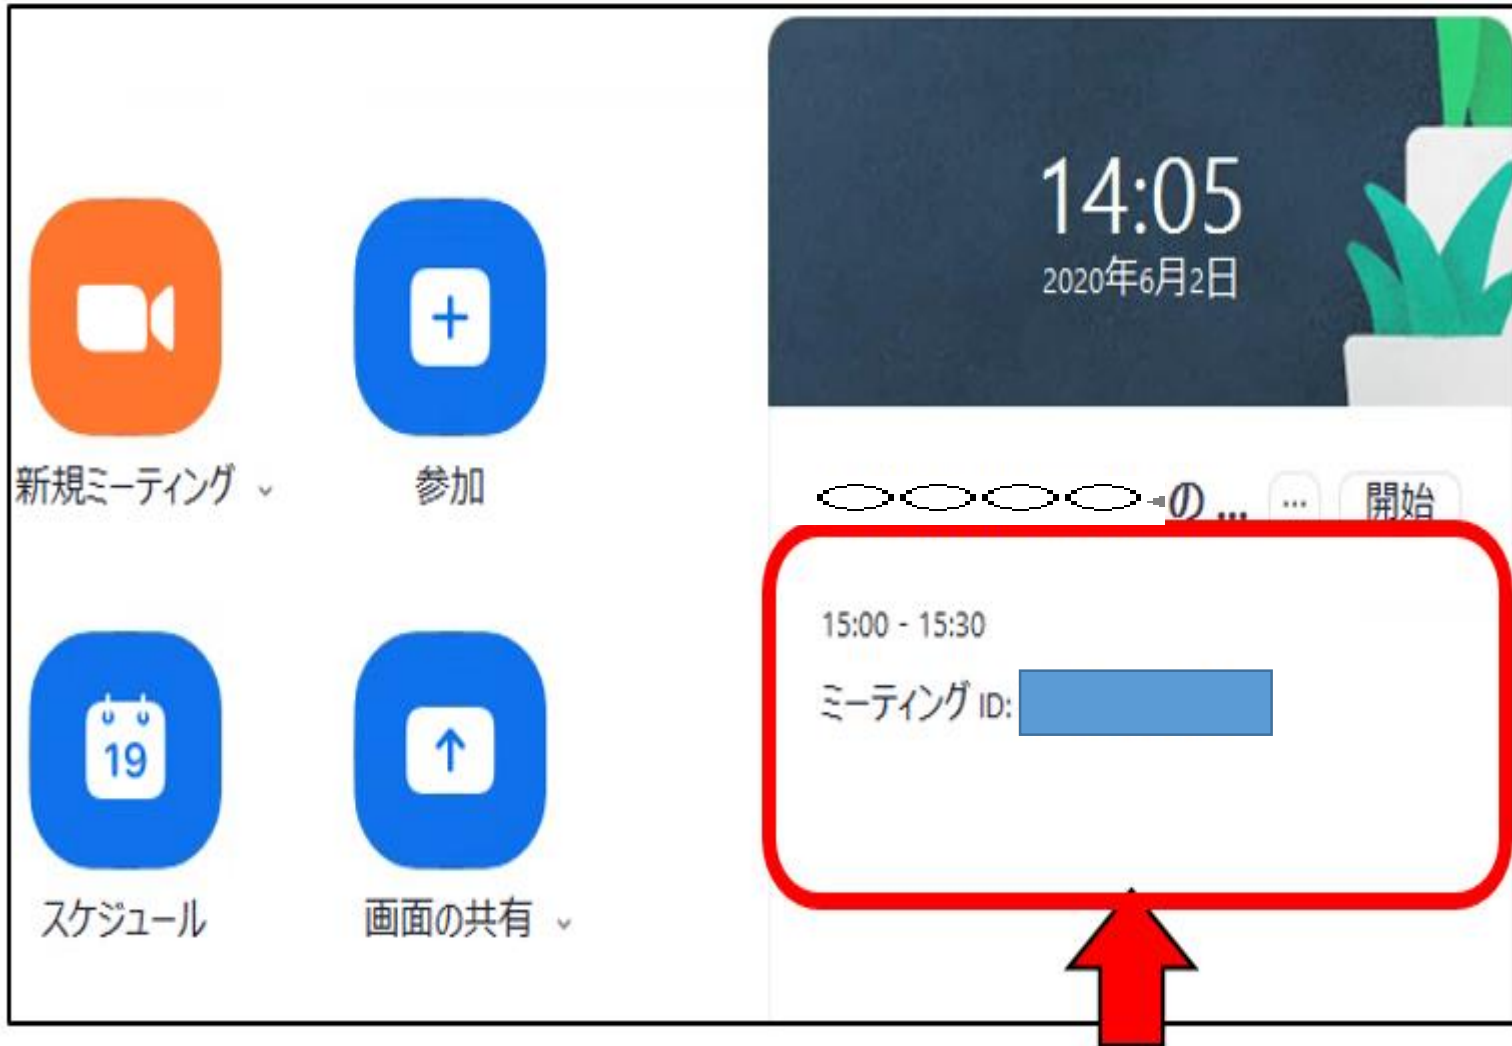 14:05
2020年6月2日
新規ミーティング
参加
の ... ... 開始
15:00 - 15:30
ミーティング ID:
19
スケジュール
画面の共有